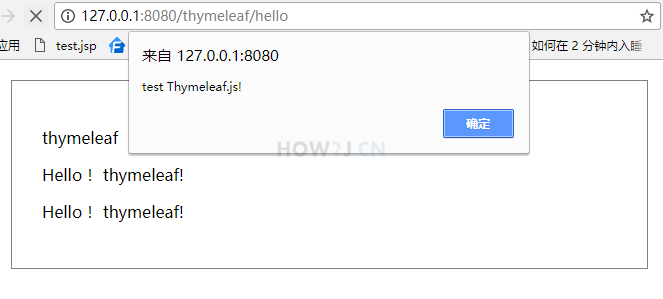 127.0.0.1:8080/thymeleaf/hello
应用 test.jsp 如何在 2 分钟内入睡
来自 127.0.0.1:8080
test Thymeleaf.js!
确定
thymeleaf
HOW2J.CN
Hello！thymeleaf!
Hello！thymeleaf!